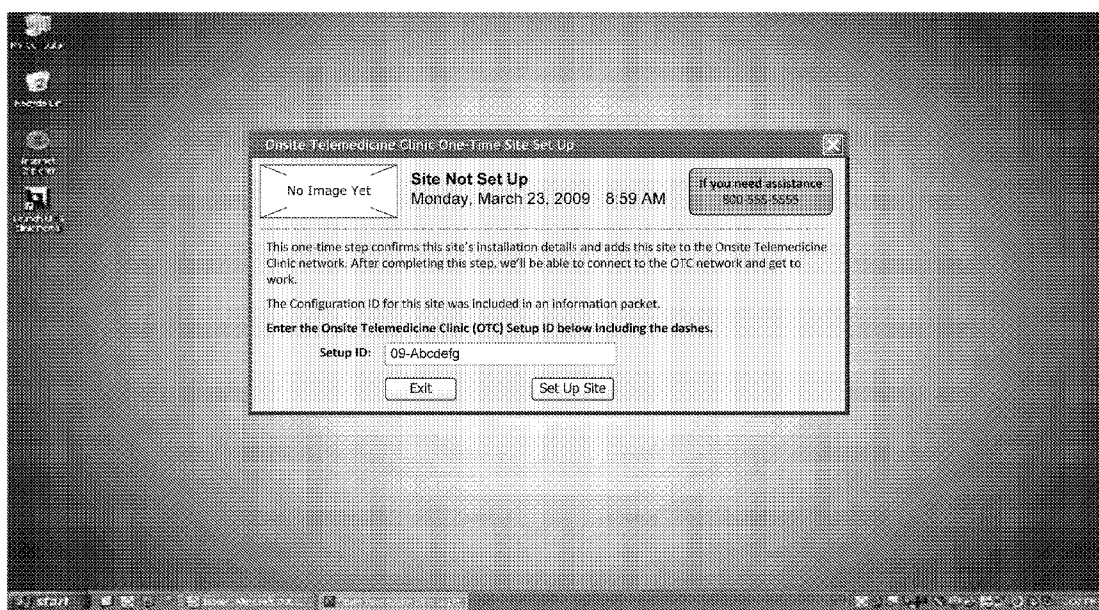 Onsite Telemedicine Clinic One-Time Site Set Up
No Image Yet
Site Not Set Up
Monday, March 23, 2009 8:59 AM
If you need assistance
800-555-5555
This one-time step confirms this site's installation details and adds this site to the Onsite Telemedicine
Clinic network. After completing this step, we'll be able to connect to the OTC network and get to
work.
The Configuration ID for this site was included in an information packet.
Enter the Onsite Telemedicine Clinic (OTC) Setup ID below including the dashes.
Setup ID: 09-Abcdefg
Exit
Set Up Site
start